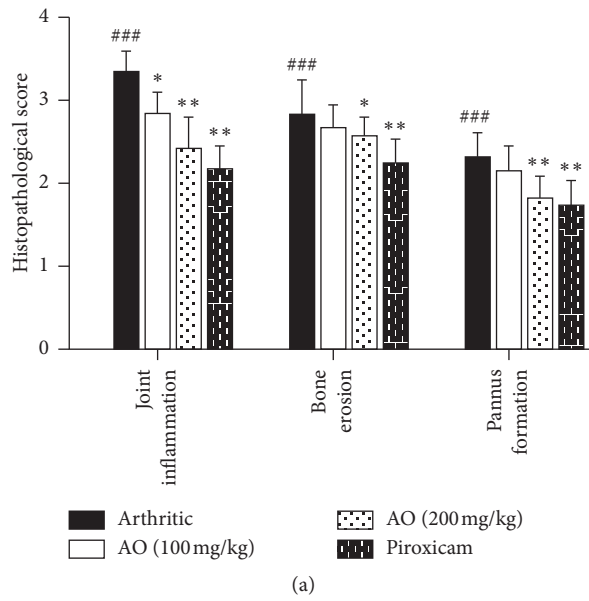 4
3
2
1
0
Histopathological score
###
*
**
**
###
*
**
###
**
**
Joint
inflammation
Bone
erosion
Pannus
formation
Arthritic
AO (100 mg/kg)
AO (200 mg/kg)
Piroxicam
(a)